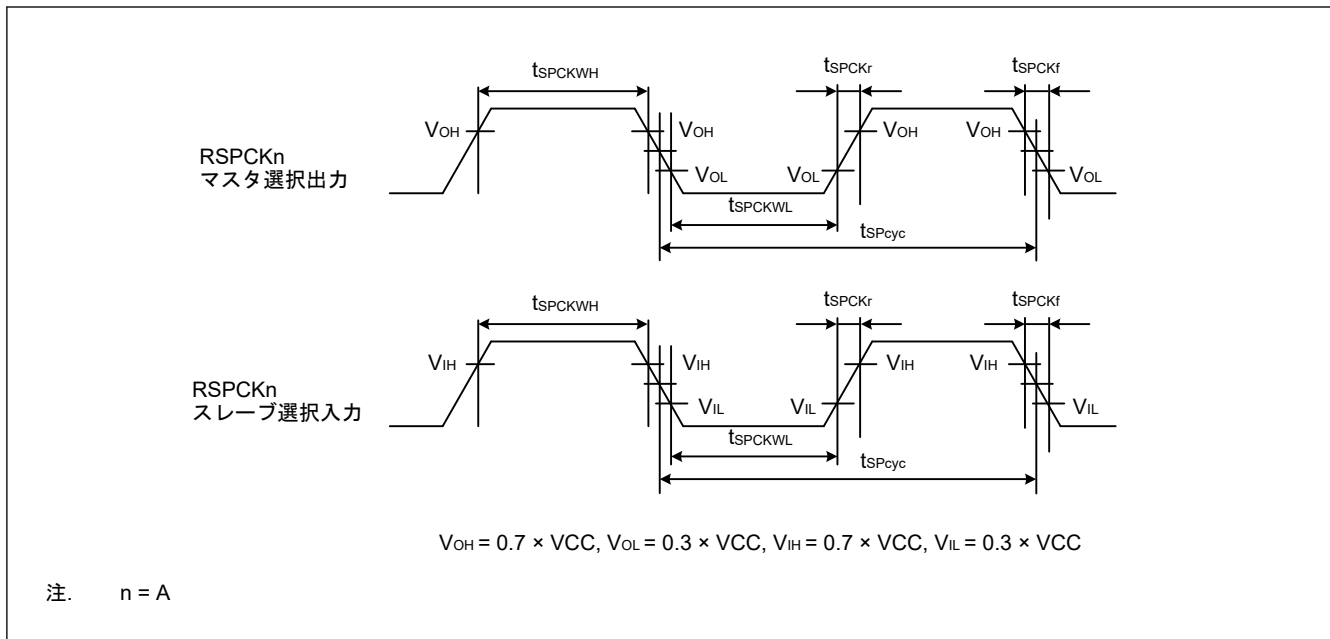 tSPCKWH tSPCKr tSPCKf
VOH VOH VOH VOH
RSPCKn
マスタ選択出力
VOL VOL VOL
tSPCKWL
tSPcyc
tSPCKWH tSPCKr tSPCKf
VIH VIH VIH VIH
RSPCKn
スレーブ選択入力
VIL VIL VIL
tSPCKWL
tSPcyc
VOH = 0.7 × VCC, VOL = 0.3 × VCC, VIH = 0.7 × VCC, VIL = 0.3 × VCC
注. n = A